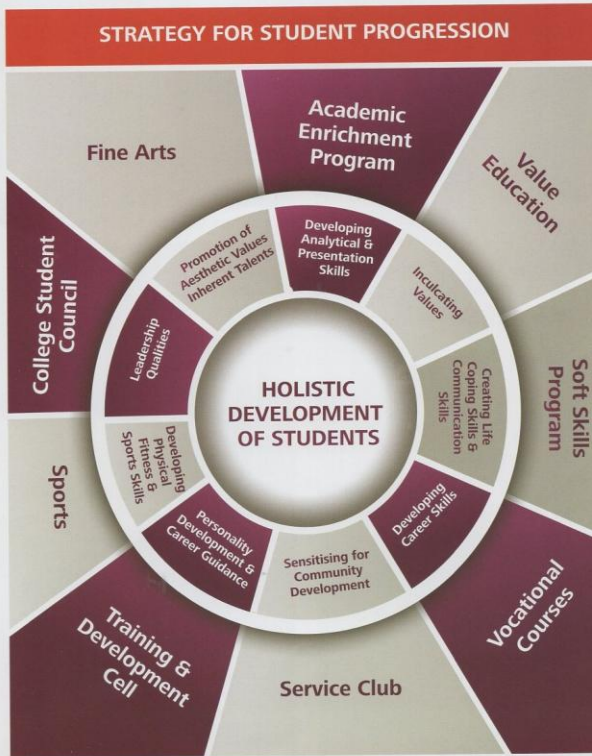 STRATEGY FOR STUDENT PROGRESSION
Fine Arts
Academic
Enrichment
Program
Value
Education
Soft Skills
Program
Vocational
Courses
Service Club
Training &
Development
Cell
Sports
College Student
Council
Promotion of
Aesthetic Values
Inherent Talents
Developing
Analytical &
Presentation
Skills
Inculcating
Values
Creating Life
Coping Skills &
Communication
Skills
Developing
Career Skills
Sensitising for
Community
Development
Personality
Development &
Career Guidance
Developing
Physical
Fitness &
Sports Skills
Leadership
Qualities
HOLISTIC
DEVELOPMENT
OF STUDENTS